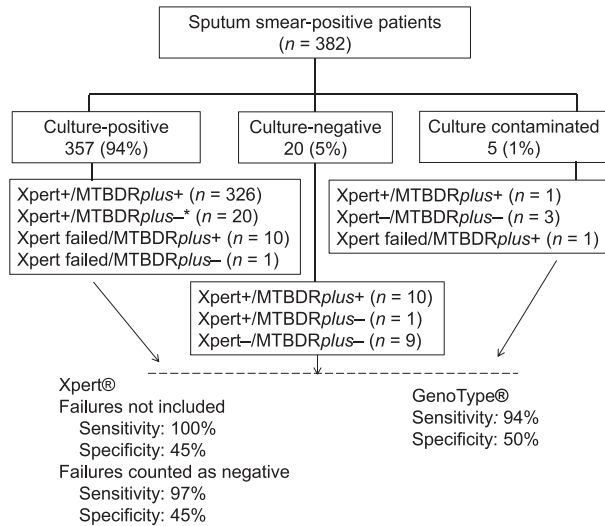 Sputum smear-positive patients
(n = 382)
Culture-positive
357 (94%)
Culture-negative
20 (5%)
Culture contaminated
5 (1%)
Xpert+/MTBDRplus+ (n = 326)
Xpert+/MTBDRplus–* (n = 20)
Xpert failed/MTBDRplus+ (n = 10)
Xpert failed/MTBDRplus- (n = 1)
Xpert+/MTBDRplus+ (n = 1)
Xpert–/MTBDRplus– (n = 3)
Xpert failed/MTBDRplus+ (n = 1)
Xpert+/MTBDRplus+ (n = 10)
Xpert+/MTBDRplus– (n = 1)
Xpert–/MTBDRplus– (n = 9)
Xpert®
Failures not included
Sensitivity: 100%
Specificity: 45%
Failures counted as negative
Sensitivity: 97%
Specificity: 45%
GenoType®
Sensitivity: 94%
Specificity: 50%